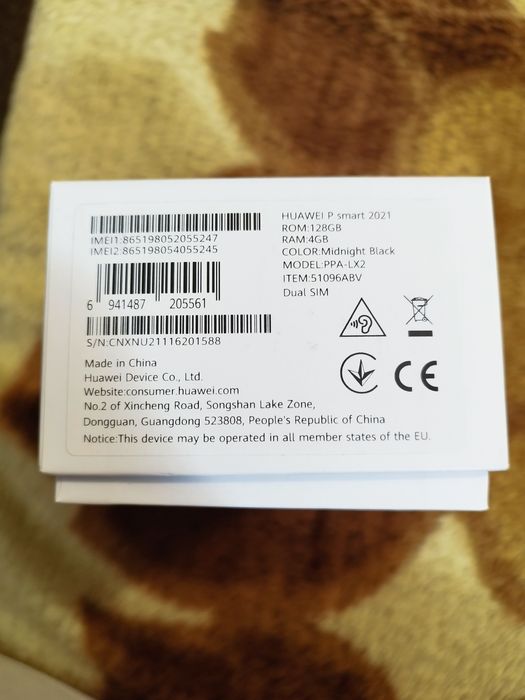 IMEI1:865198052055247
IMEI2:865198054055245
6 941487 205561
S/N:CNXNU21116201588
HUAWEI P smart 2021
ROM:128GB
RAM:4GB
COLOR:Midnight Black
MODEL:PPA-LX2
ITEM:51096ABV
Dual SIM
CE
Made in China
Huawei Device Co., Ltd.
Website:consumer.huawei.com
No.2 of Xincheng Road, Songshan Lake Zone,
Dongguan, Guangdong 523808, People's Republic of China
Notice:This device may be operated in all member states of the EU.